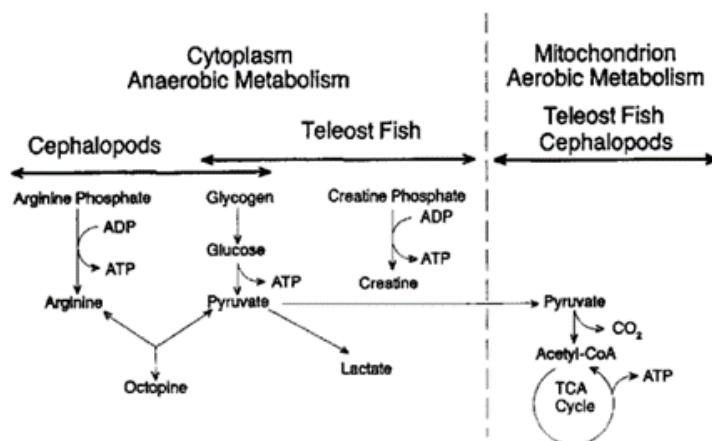 Cytoplasm
Anaerobic Metabolism
Mitochondrion
Aerobic Metabolism
Cephalopods
Teleost Fish
Teleost Fish
Cephalopods
Arginine Phosphate
Glycogen
Creatine Phosphate
ADP
ATP
Glucose
ADP
ATP
ATP
Arginine
Pyruvate
Creatine
Pyruvate
CO₂
Octopine
Lactate
Acetyl-CoA
TCA
Cycle
ATP